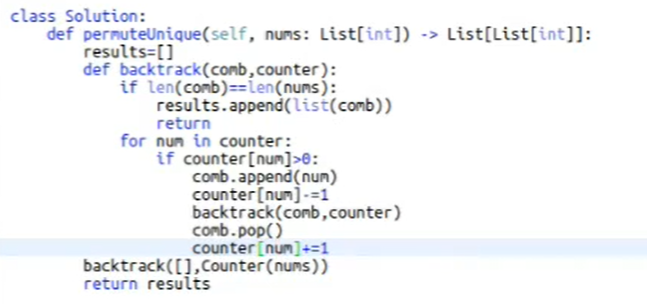 class Solution:
    def permuteUnique(self, nums: List[int]) -> List[List[int]]:
        results=[]
        def backtrack(comb,counter):
            if len(comb)==len(nums):
                results.append(list(comb))
                return
            for num in counter:
                if counter[num]>0:
                    comb.append(num)
                    counter[num]-=1
                    backtrack(comb,counter)
                    comb.pop()
                    counter[num]+=1
        backtrack([],Counter(nums))
        return results